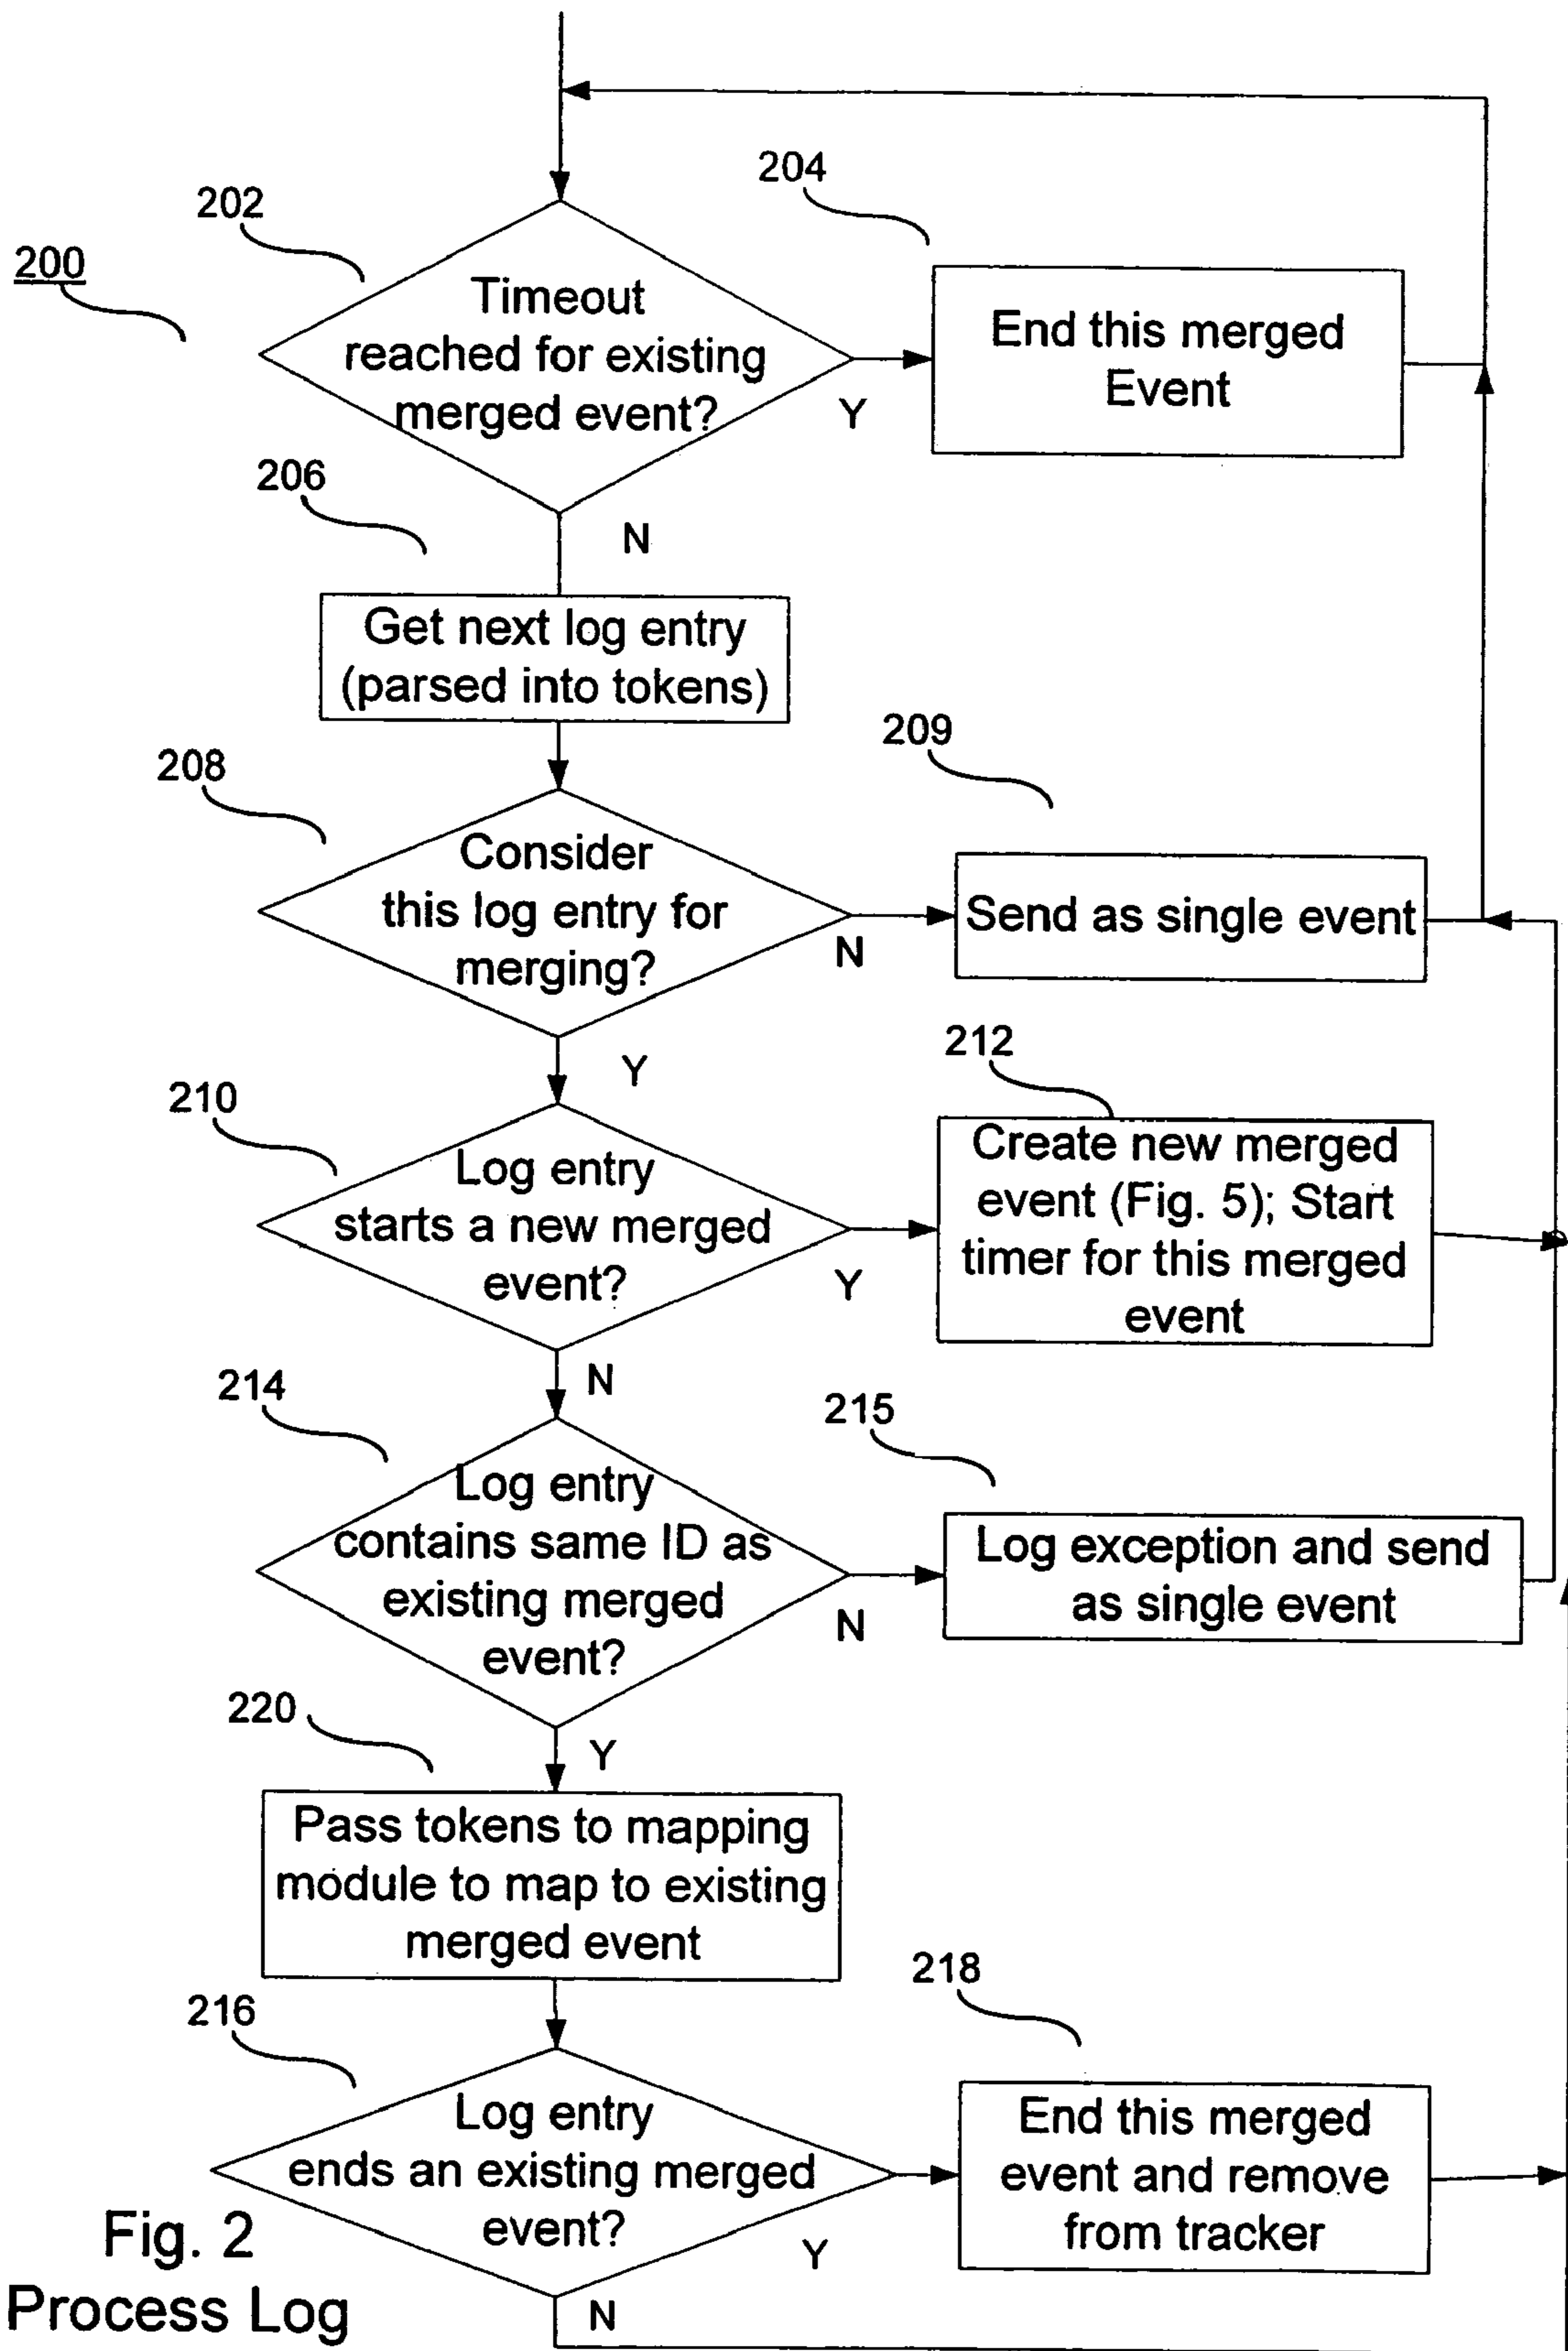 200
202
Timeout
reached for existing
merged event?
Y
N
204
End this merged
Event
206
Get next log entry
(parsed into tokens)
208
Consider
this log entry for
merging?
N
Y
209
Send as single event
210
Log entry
starts a new merged
event?
Y
N
212
Create new merged
event (Fig. 5); Start
timer for this merged
event
214
Log entry
contains same ID as
existing merged
event?
N
Y
215
Log exception and send
as single event
220
Pass tokens to mapping
module to map to existing
merged event
216
Log entry
ends an existing merged
event?
Y
N
218
End this merged
event and remove
from tracker
Fig. 2
Process Log